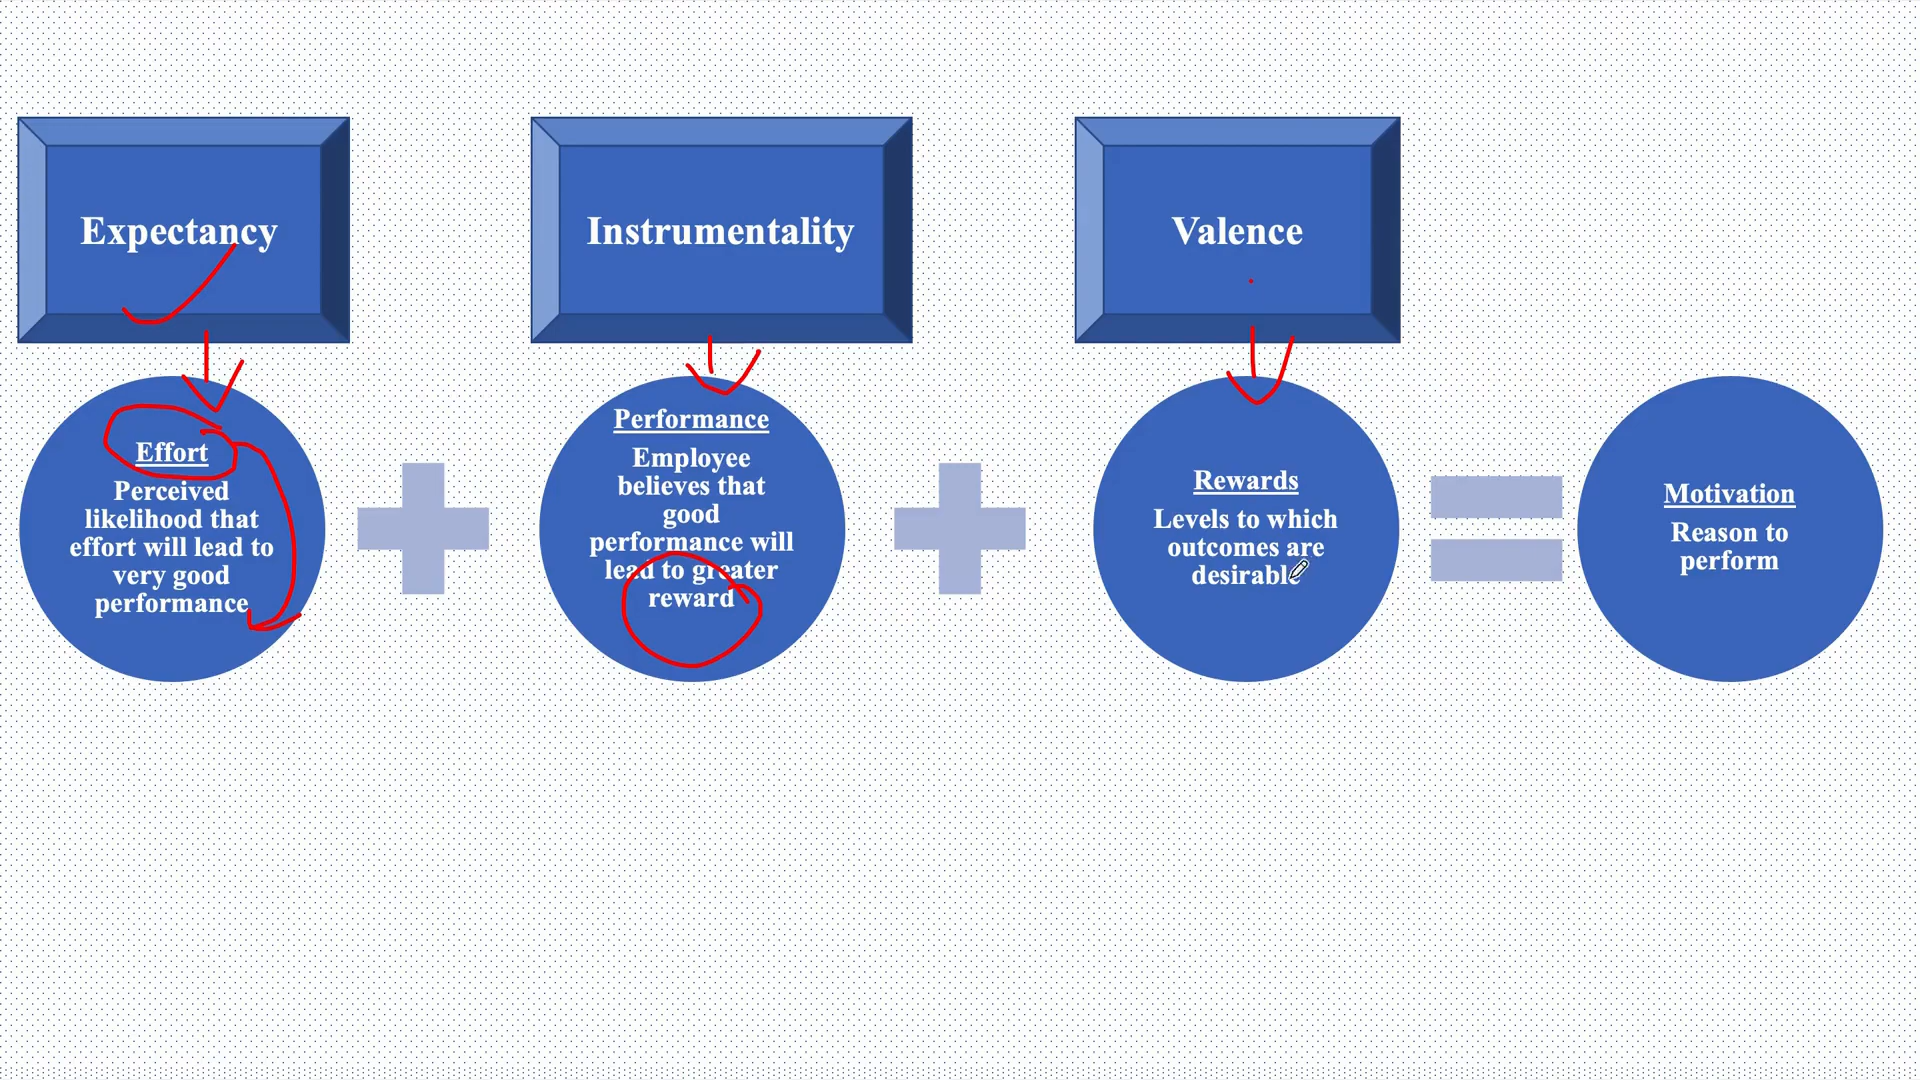 Expectancy
Instrumentality
Valence
Effort
Perceived
likelihood that
effort will lead to
very good
performance
Performance
Employee
believes that
good
performance will
lead to greater
reward
Rewards
Levels to which
outcomes are
desirable
Motivation
Reason to
perform